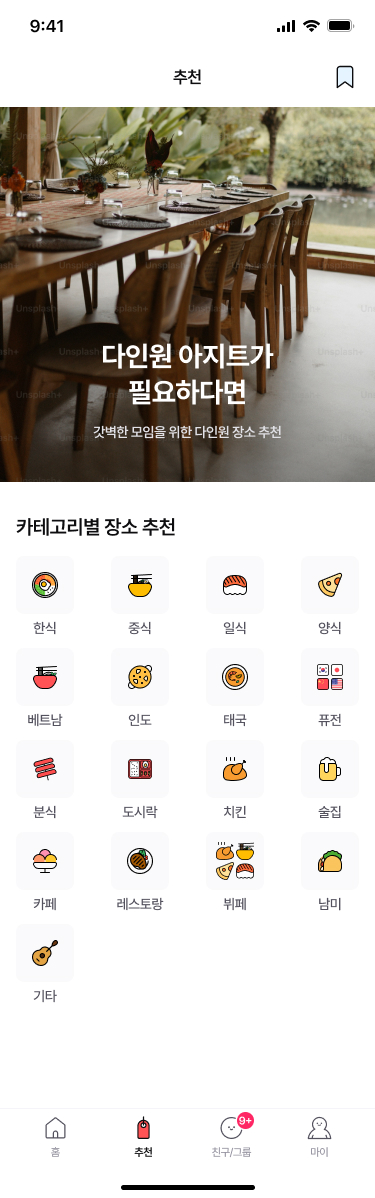 9:41
추천
Unsplash+
다인원 아지트가
필요하다면
갓벽한 모임을 위한 다인원 장소 추천
카테고리별 장소 추천
한식 중식 일식 양식
베트남 인도 태국 퓨전
분식 도시락 치킨 술집
카페 레스토랑 뷔페 남미
기타
9+
홈 추천 친구/그룹 마이